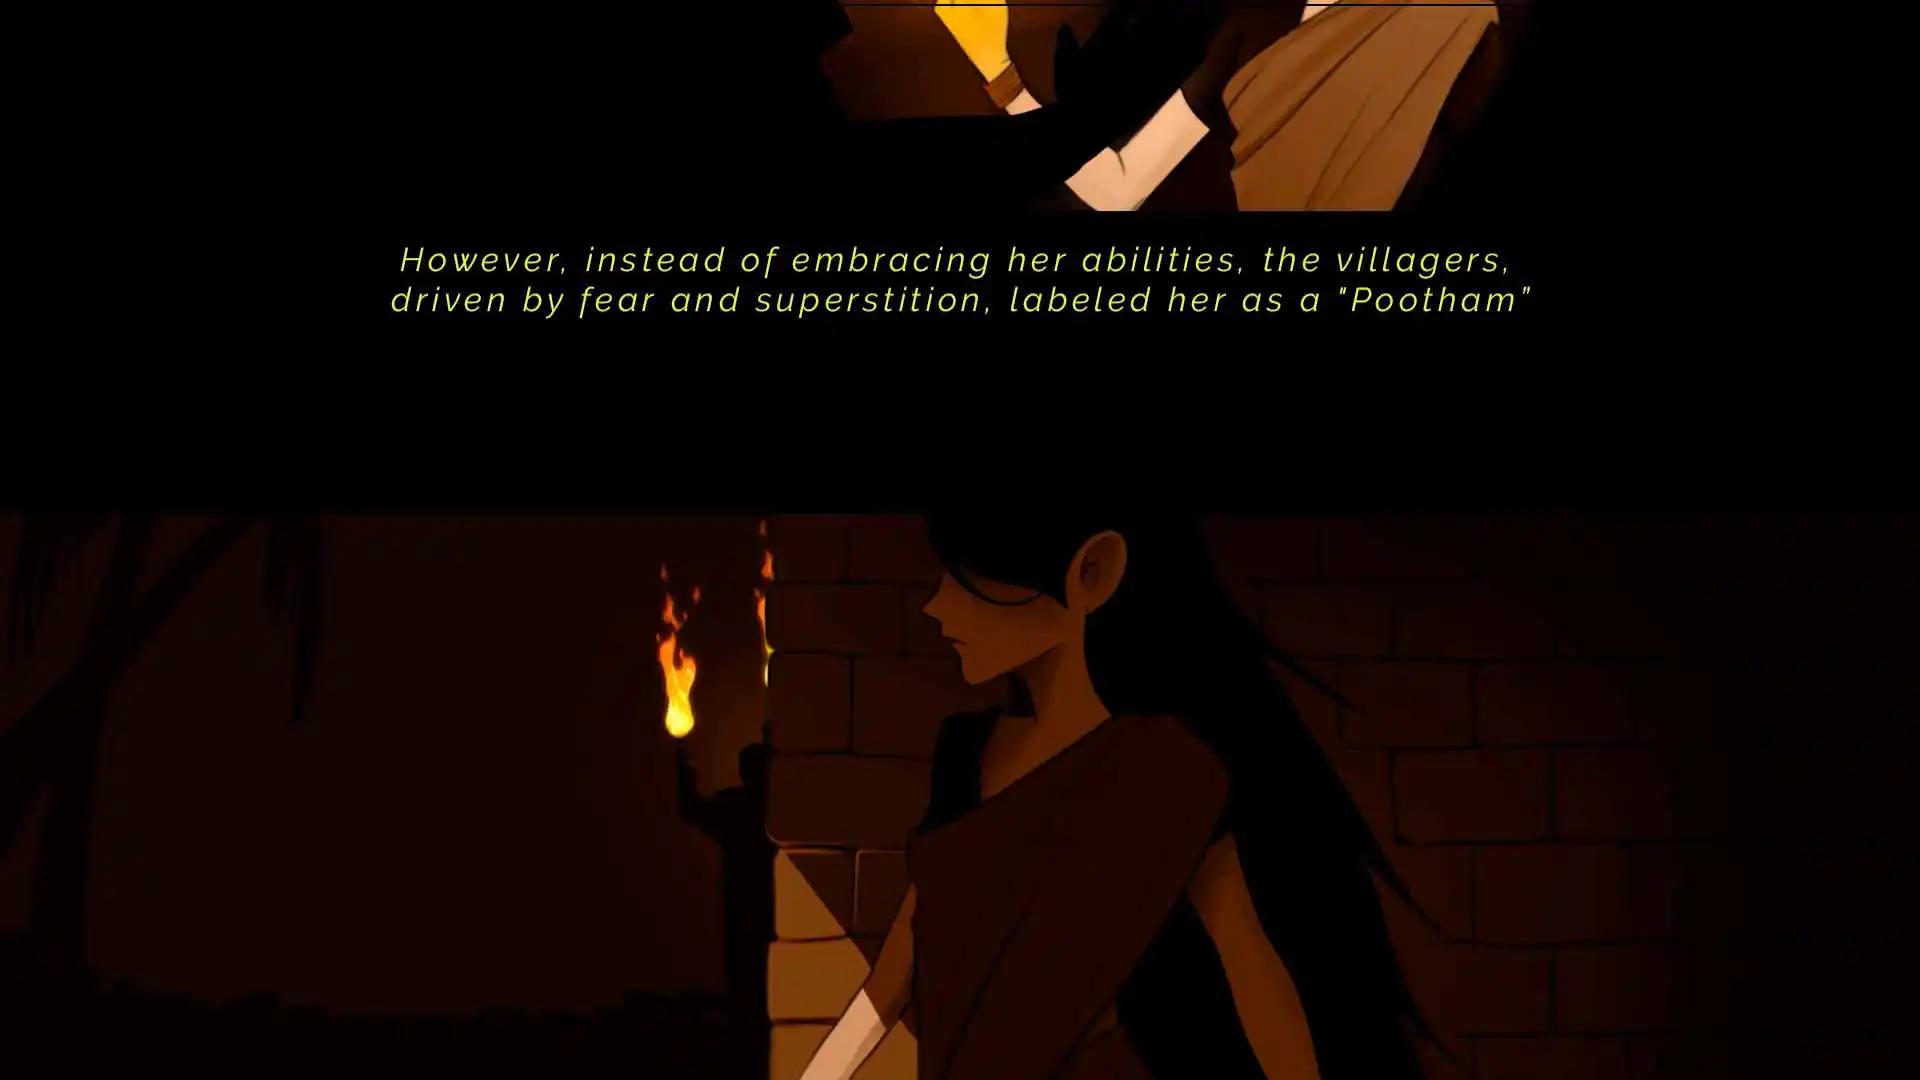 However, instead of embracing her abilities, the villagers,
driven by fear and superstition, labeled her as a "Pootham”